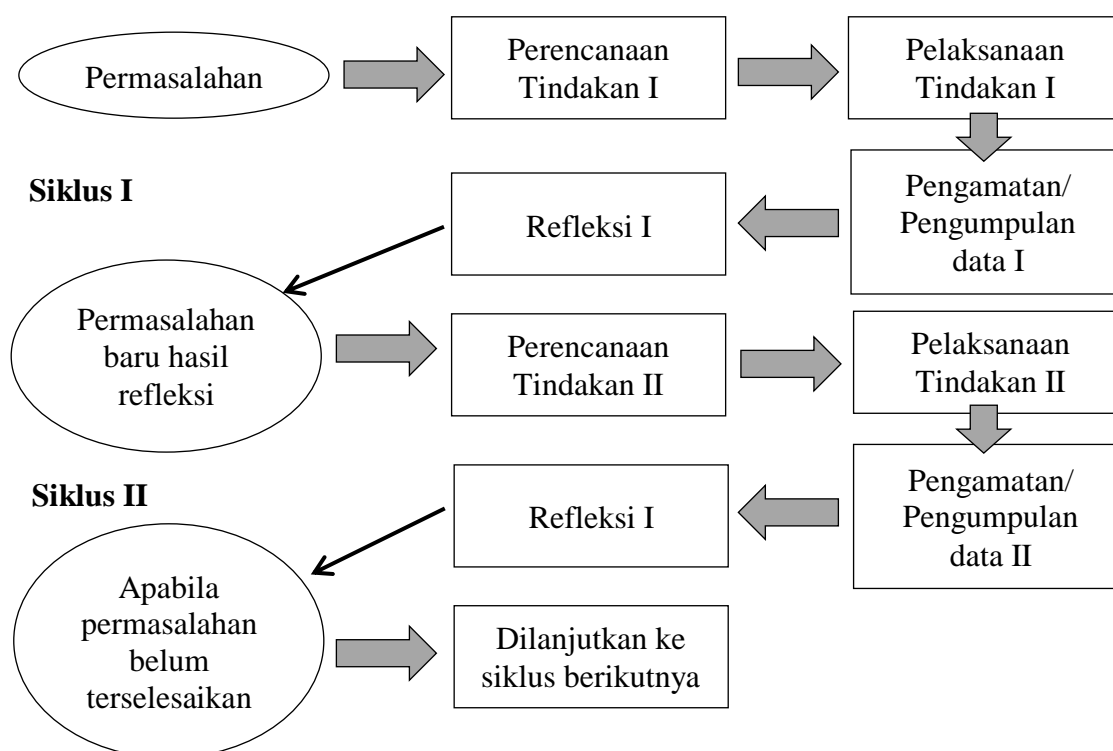 Permasalahan
Perencanaan
Tindakan I
Pelaksanaan
Tindakan I
Siklus I
Refleksi I
Pengamatan/
Pengumpulan
data I
Permasalahan
baru hasil
refleksi
Perencanaan
Tindakan II
Pelaksanaan
Tindakan II
Siklus II
Refleksi I
Pengamatan/
Pengumpulan
data II
Apabila
permasalahan
belum
terselesaikan
Dilanjutkan ke
siklus berikutnya